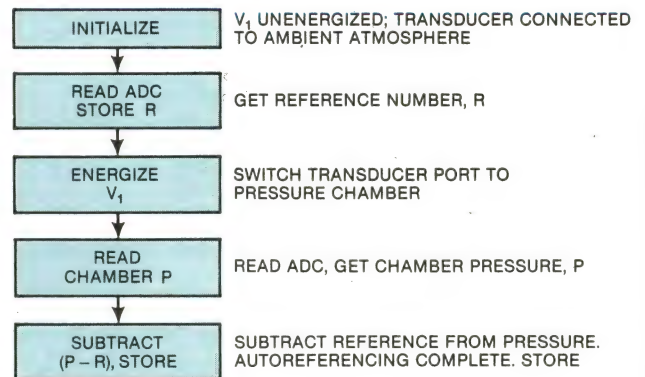 INITIALIZE
V₁ UNENERGIZED; TRANSDUCER CONNECTED
TO AMBIENT ATMOSPHERE
READ ADC
STORE R
GET REFERENCE NUMBER, R
ENERGIZE
V₁
SWITCH TRANSDUCER PORT TO
PRESSURE CHAMBER
READ
CHAMBER P
READ ADC, GET CHAMBER PRESSURE, P
SUBTRACT
(P – R), STORE
SUBTRACT REFERENCE FROM PRESSURE.
AUTOREFERENCING COMPLETE. STORE